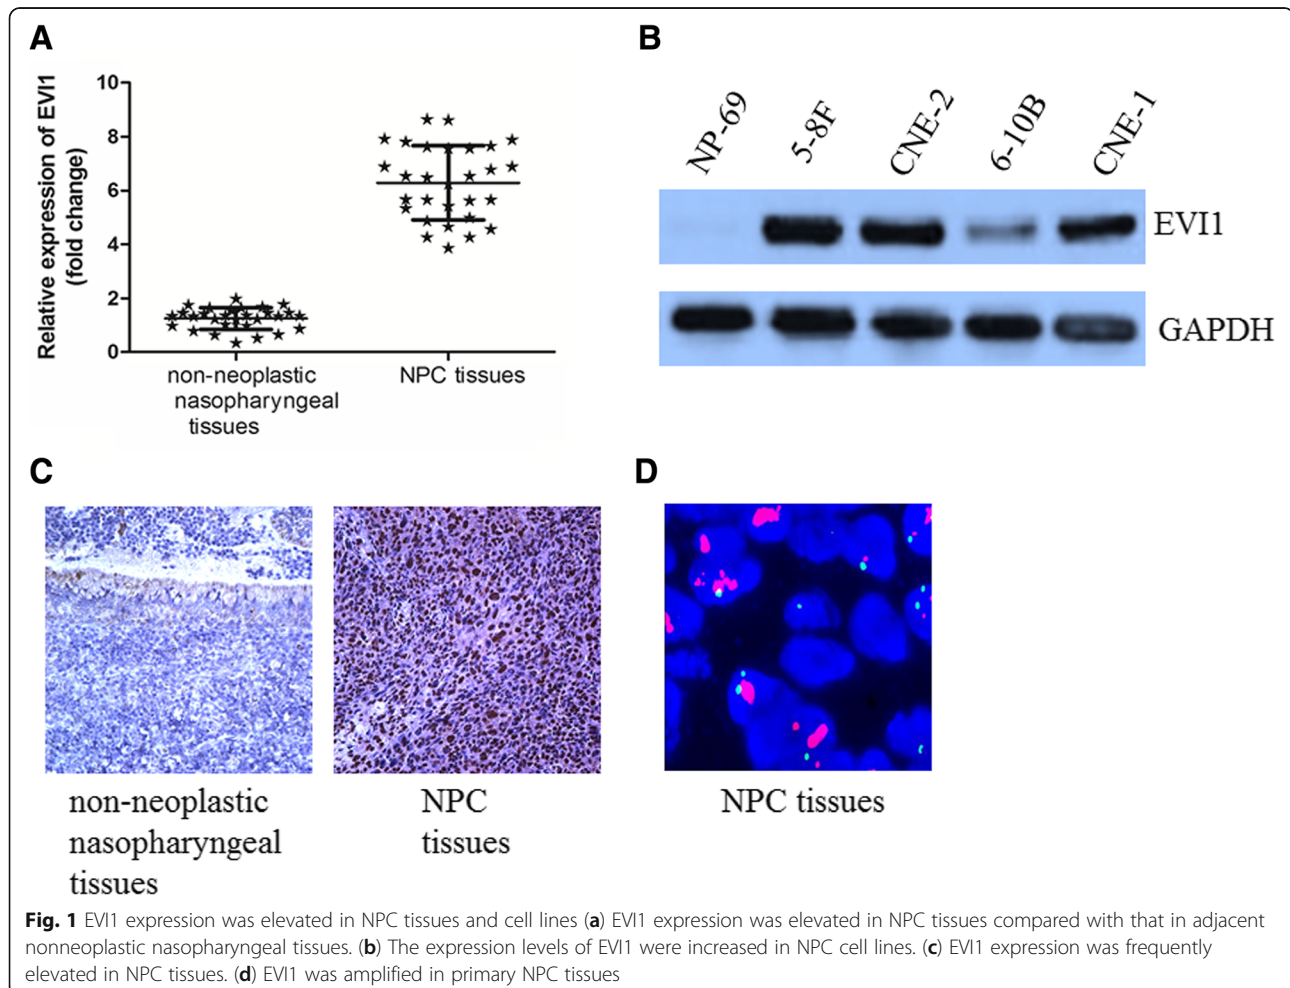 A
Relative expression of EVI1
(fold change)
10
8
6
4
2
0
non-neoplastic
nasopharyngeal
tissues
NPC tissues
B
NP-69
5-8F
CNE-2
6-10B
CNE-1
EVI1
GAPDH
C
non-neoplastic
nasopharyngeal
tissues
NPC
tissues
D
NPC tissues
Fig. 1 EVI1 expression was elevated in NPC tissues and cell lines (a) EVI1 expression was elevated in NPC tissues compared with that in adjacent
nonneoplastic nasopharyngeal tissues. (b) The expression levels of EVI1 were increased in NPC cell lines. (c) EVI1 expression was frequently
elevated in NPC tissues. (d) EVI1 was amplified in primary NPC tissues